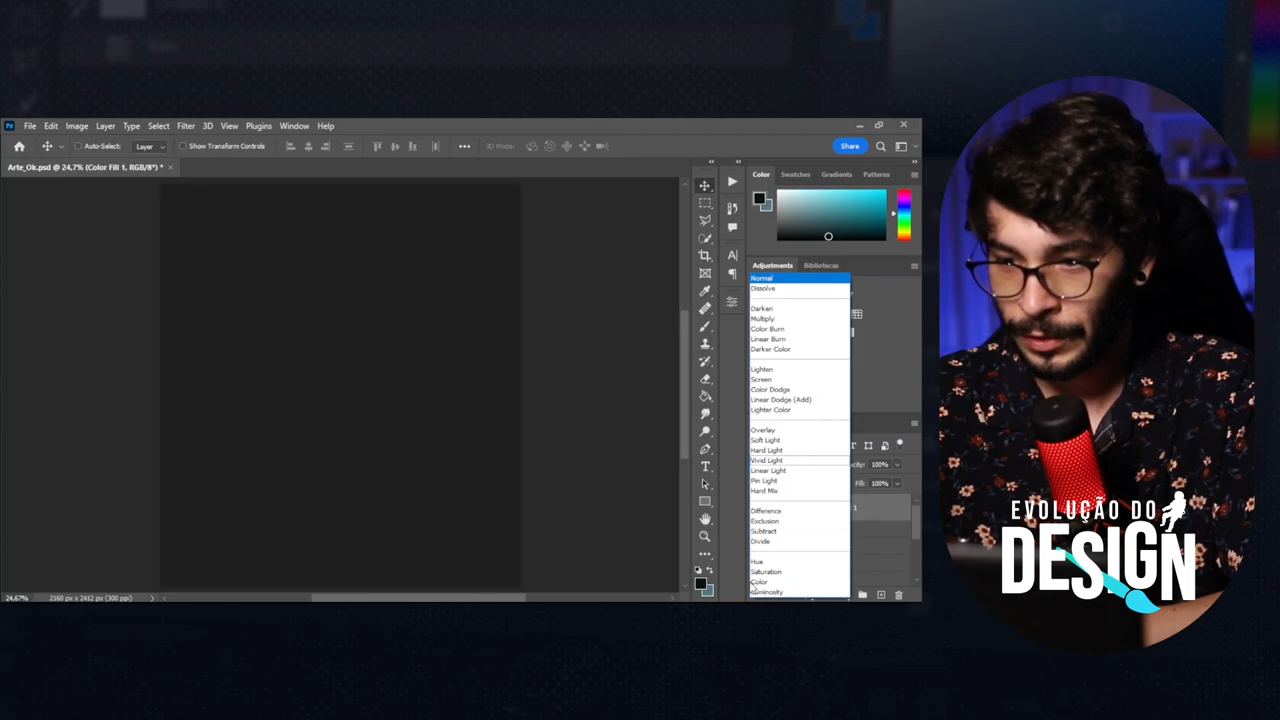 Ps File Edit Image Layer Type Select Filter 3D View Plugins Window Help
Auto-Select: Layer Show Transform Controls 3D Mode: Share
Arte_Ok.psd @ 24,7% (Color Fill 1, RGB/8*) *
Color Swatches Gradients Patterns
Adjustments Bibliotecas
Normal
Dissolve
Darken
Multiply
Color Burn
Linear Burn
Darker Color
Lighten
Screen
Color Dodge
Linear Dodge (Add)
Lighter Color
Overlay
Soft Light
Hard Light
Vivid Light
Linear Light
Pin Light
Hard Mix
Difference
Exclusion
Subtract
Divide
Hue
Saturation
Color
Luminosity
100%
Fill: 100%
1
24,67% 2160 px x 2412 px (300 ppi)
EVOLUÇÃO DO
DESIGN